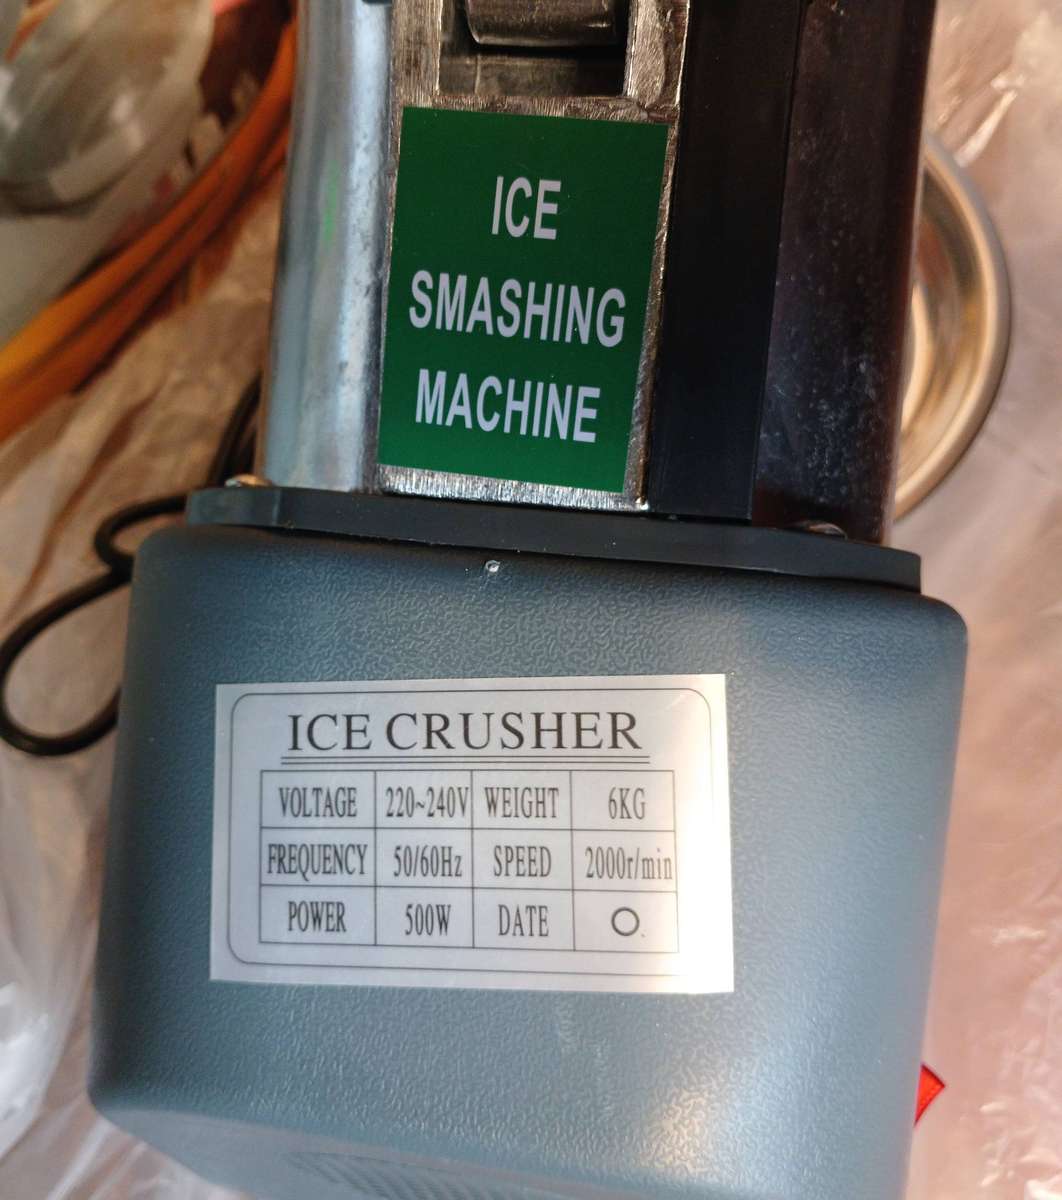 ICE
SMASHING
MACHINE
ICE CRUSHER
VOLTAGE 220~240V WEIGHT 6KG
FREQUENCY 50/60Hz SPEED 2000r/min
POWER 500W DATE O.